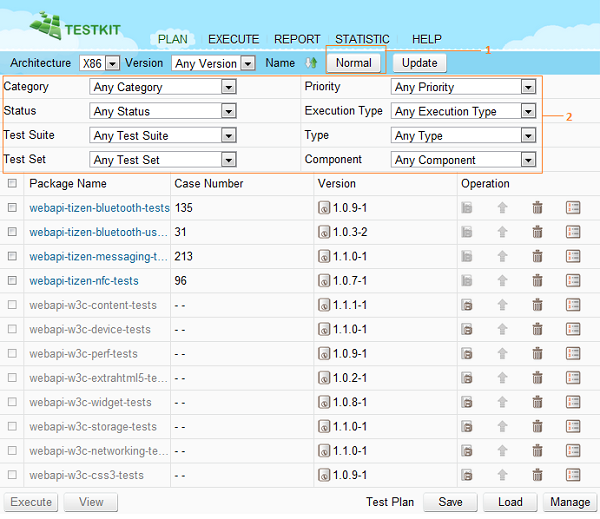 TESTKIT
PLAN EXECUTE REPORT STATISTIC HELP
1
Architecture X86 Version Any Version Name Normal Update
Category Any Category Priority Any Priority
Status Any Status Execution Type Any Execution Type
2
Test Suite Any Test Suite Type Any Type
Test Set Any Test Set Component Any Component
Package Name Case Number Version Operation
webapi-tizen-bluetooth-tests 135 1.0.9-1
webapi-tizen-bluetooth-us... 31 1.0.3-2
webapi-tizen-messaging-t... 213 1.1.0-1
webapi-tizen-nfc-tests 96 1.0.7-1
webapi-w3c-content-tests - - 1.1.1-1
webapi-w3c-device-tests - - 1.1.0-1
webapi-w3c-perf-tests - - 1.0.9-1
webapi-w3c-extrahtml5-te... - - 1.0.2-1
webapi-w3c-widget-tests - - 1.0.8-1
webapi-w3c-storage-tests - - 1.1.0-1
webapi-w3c-networking-te... - - 1.1.0-1
webapi-w3c-css3-tests - - 1.0.9-1
Execute View Test Plan Save Load Manage